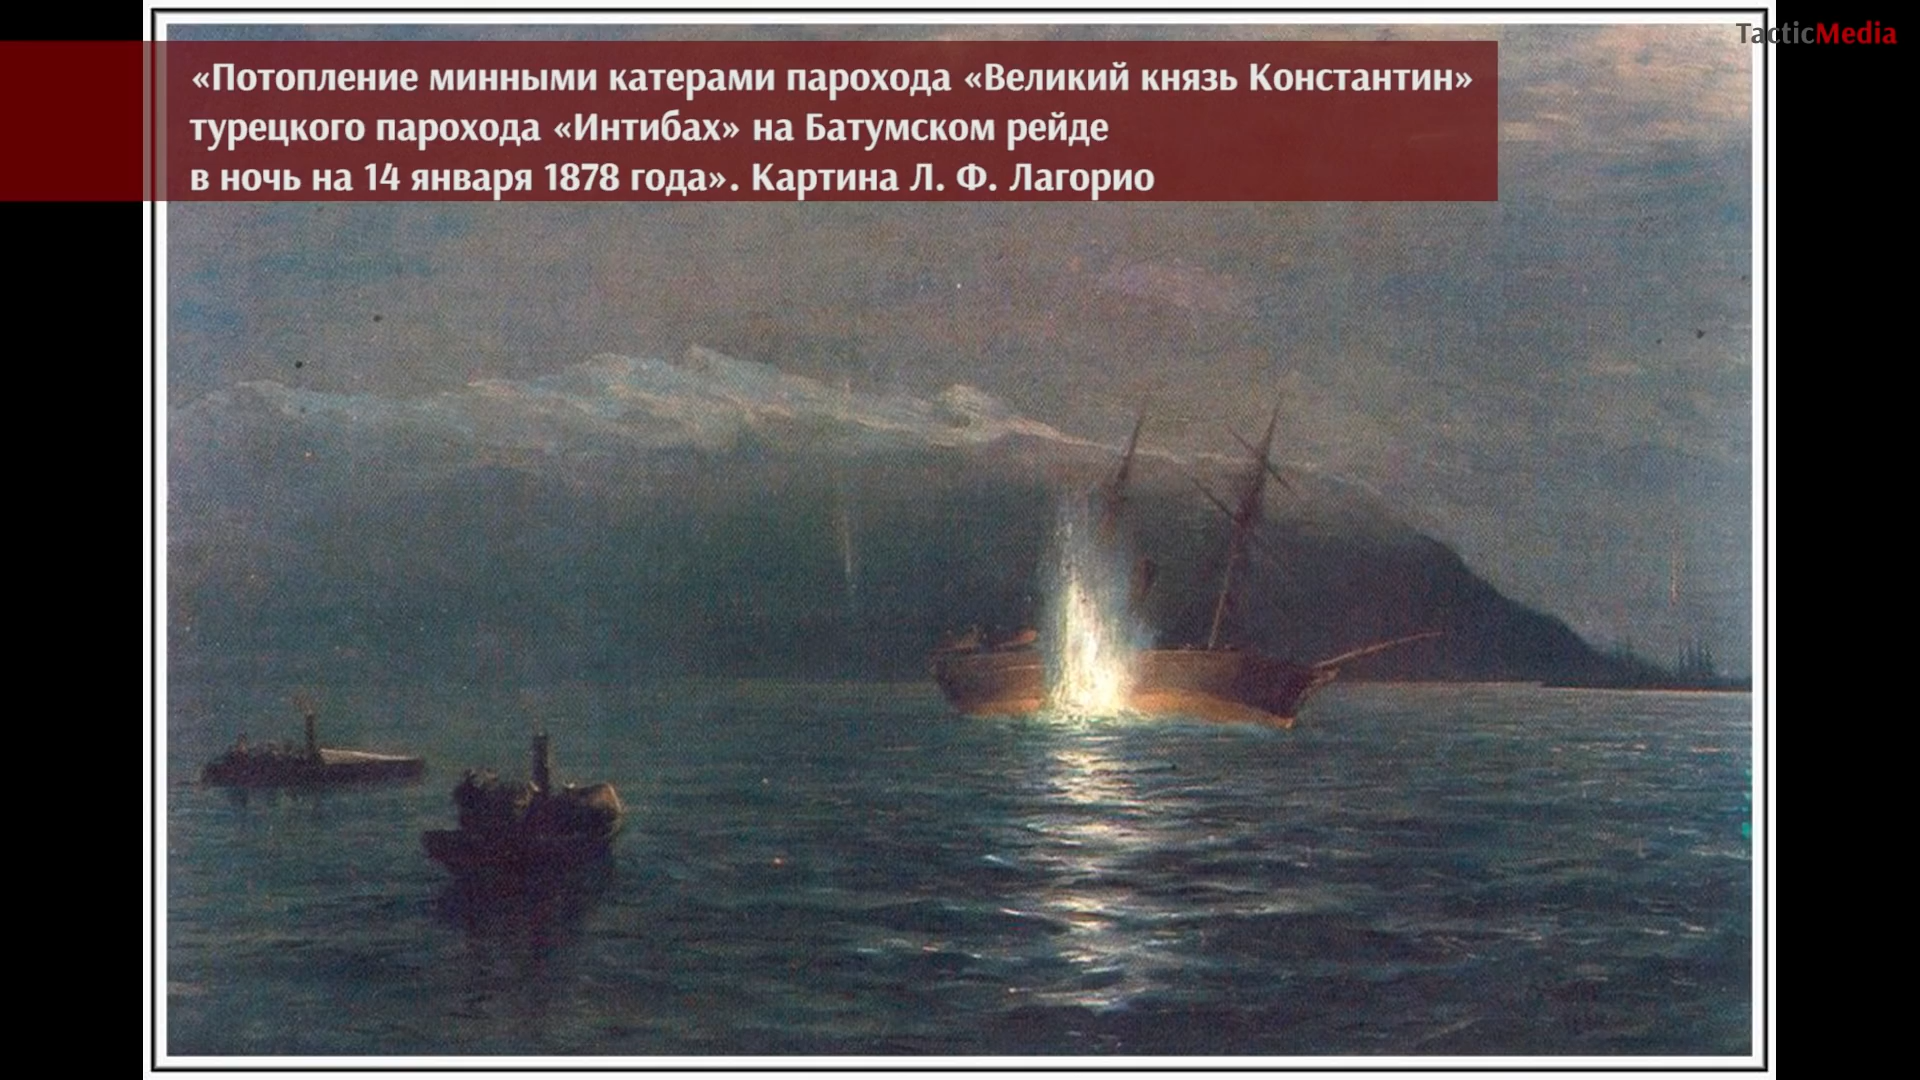 TacticMedia
«Потопление минными катерами парохода «Великий князь Константин»
турецкого парохода «Интибах» на Батумском рейде
в ночь на 14 января 1878 года». Картина Л. Ф. Лагорио